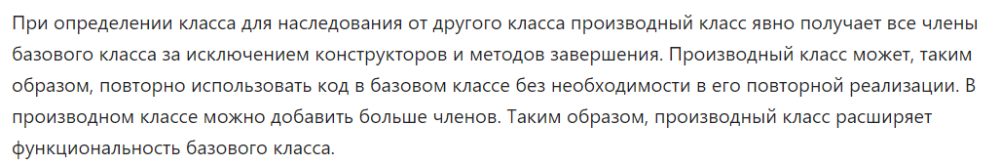 При определении класса для наследования от другого класса производный класс явно получает все члены
базового класса за исключением конструкторов и методов завершения. Производный класс может, таким
образом, повторно использовать код в базовом классе без необходимости в его повторной реализации. В
производном классе можно добавить больше членов. Таким образом, производный класс расширяет
функциональность базового класса.